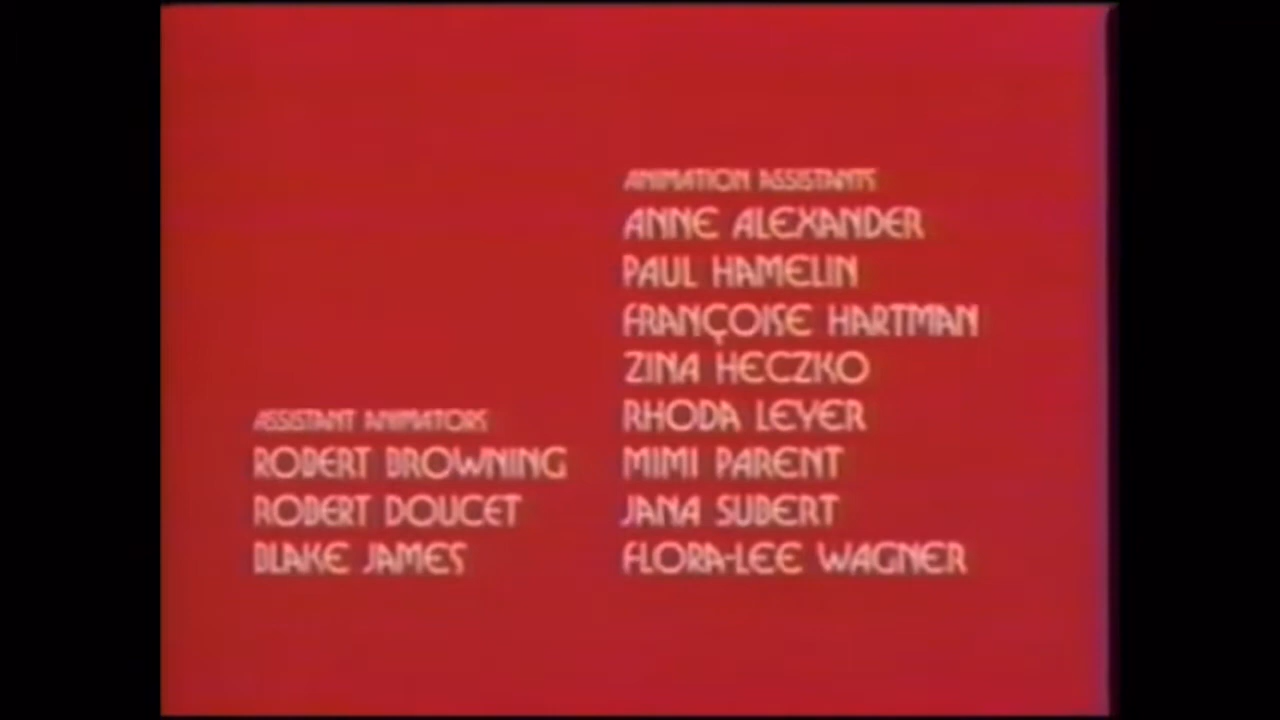 ASSISTANT ANIMATORS
ROBERT BROWNING
ROBERT DOUCET
BLAKE JAMES
ANIMATION ASSISTANTS
ANNE ALEXANDER
PAUL HAMELIN
FRANÇOISE HARTMAN
ZINA HECZKO
RHODA LEYER
MIMI PARENT
JANA SUBERT
FLORA-LEE WAGNER